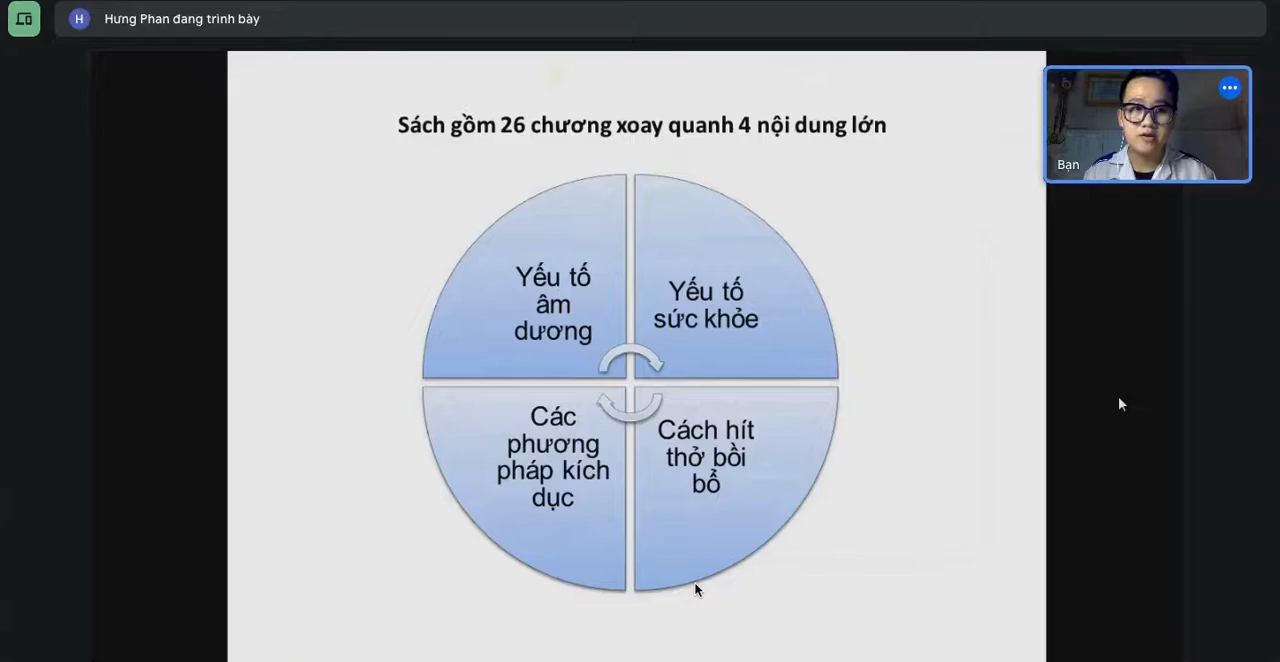 H
Hưng Phan đang trình bày
Bạn
Sách gồm 26 chương xoay quanh 4 nội dung lớn
Yếu tố
âm
dương
Yếu tố
sức khỏe
Các
phương
pháp kích
dục
Cách hít
thở bồi
bổ